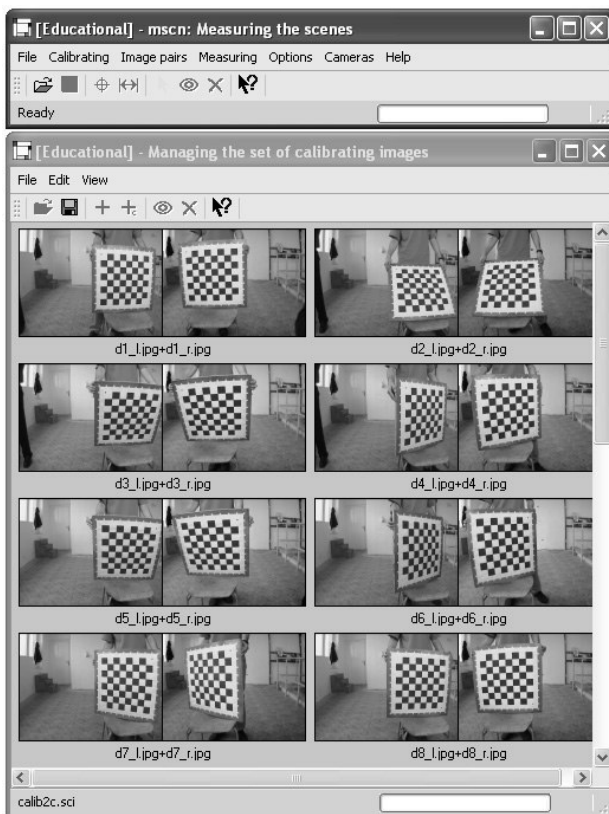 [Educational] - mscn: Measuring the scenes
File Calibrating Image pairs Measuring Options Cameras Help
Ready
[Educational] - Managing the set of calibrating images
File Edit View
d1_l.jpg+d1_r.jpg d2_l.jpg+d2_r.jpg
d3_l.jpg+d3_r.jpg d4_l.jpg+d4_r.jpg
d5_l.jpg+d5_r.jpg d6_l.jpg+d6_r.jpg
d7_l.jpg+d7_r.jpg d8_l.jpg+d8_r.jpg
calib2c.sci